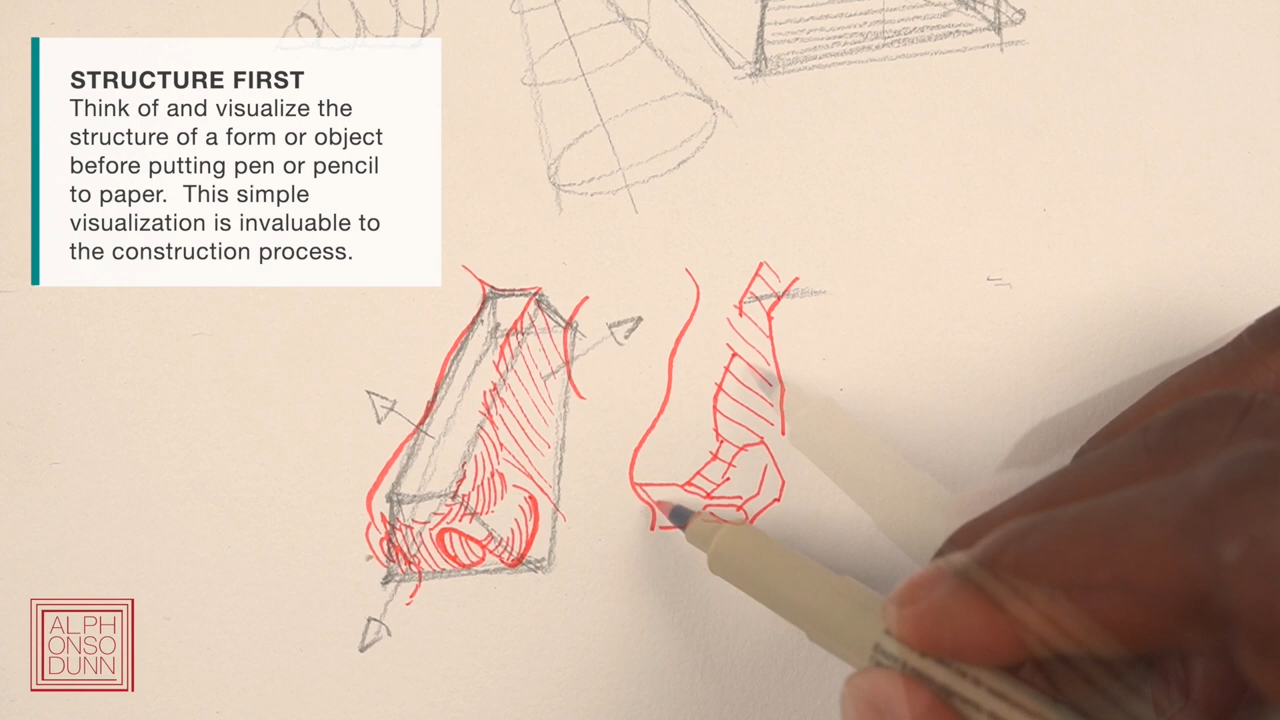 STRUCTURE FIRST
Think of and visualize the
structure of a form or object
before putting pen or pencil
to paper.  This simple
visualization is invaluable to
the construction process.
ALPH
ONSO
DUNN